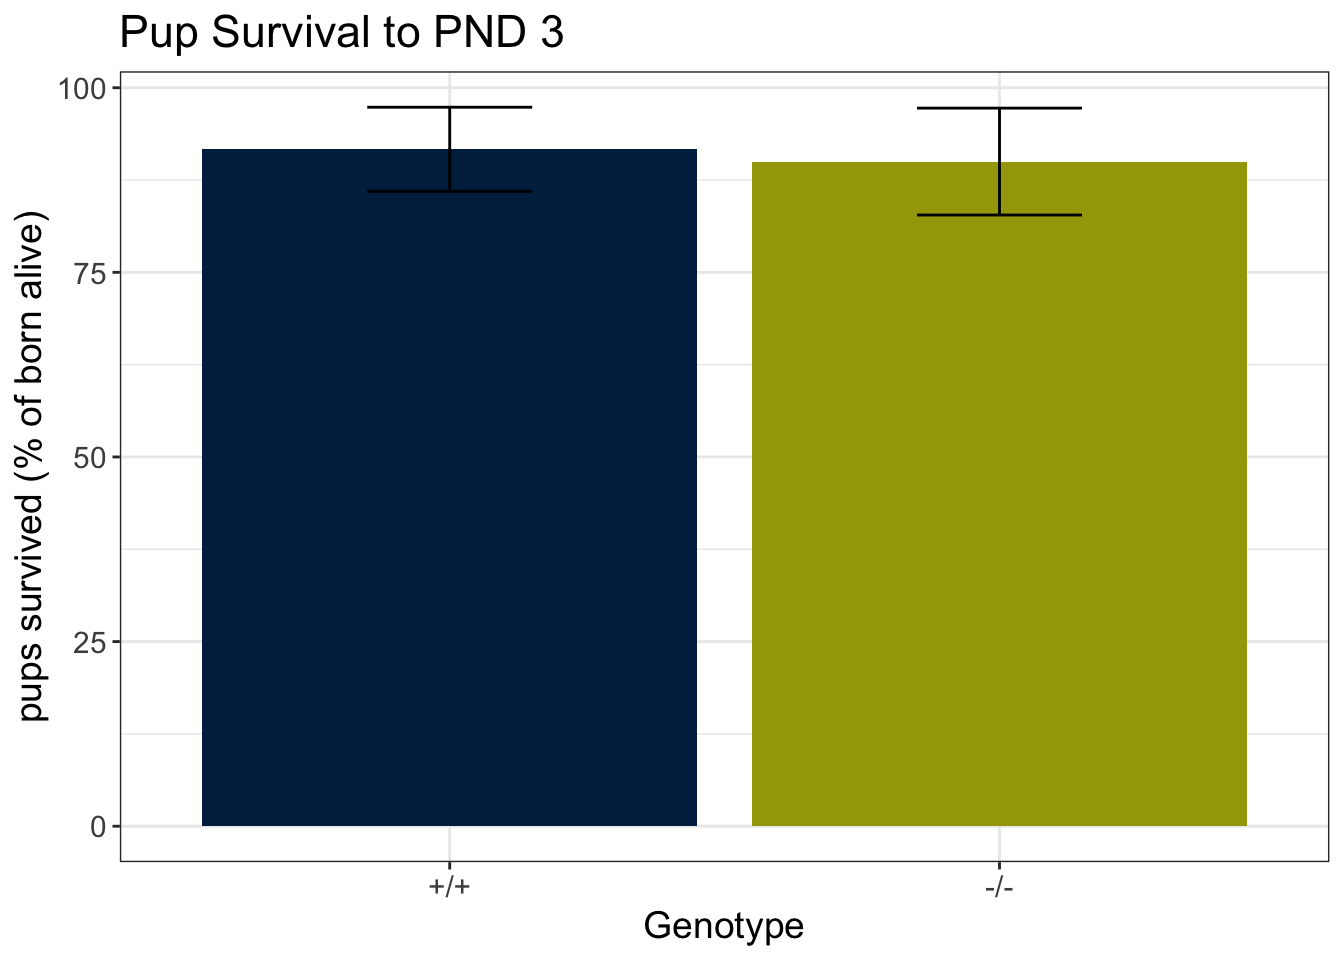 Pup Survival to PND 3
pups survived (% of born alive)
100
75
50
25
0
+/+
-/-
Genotype